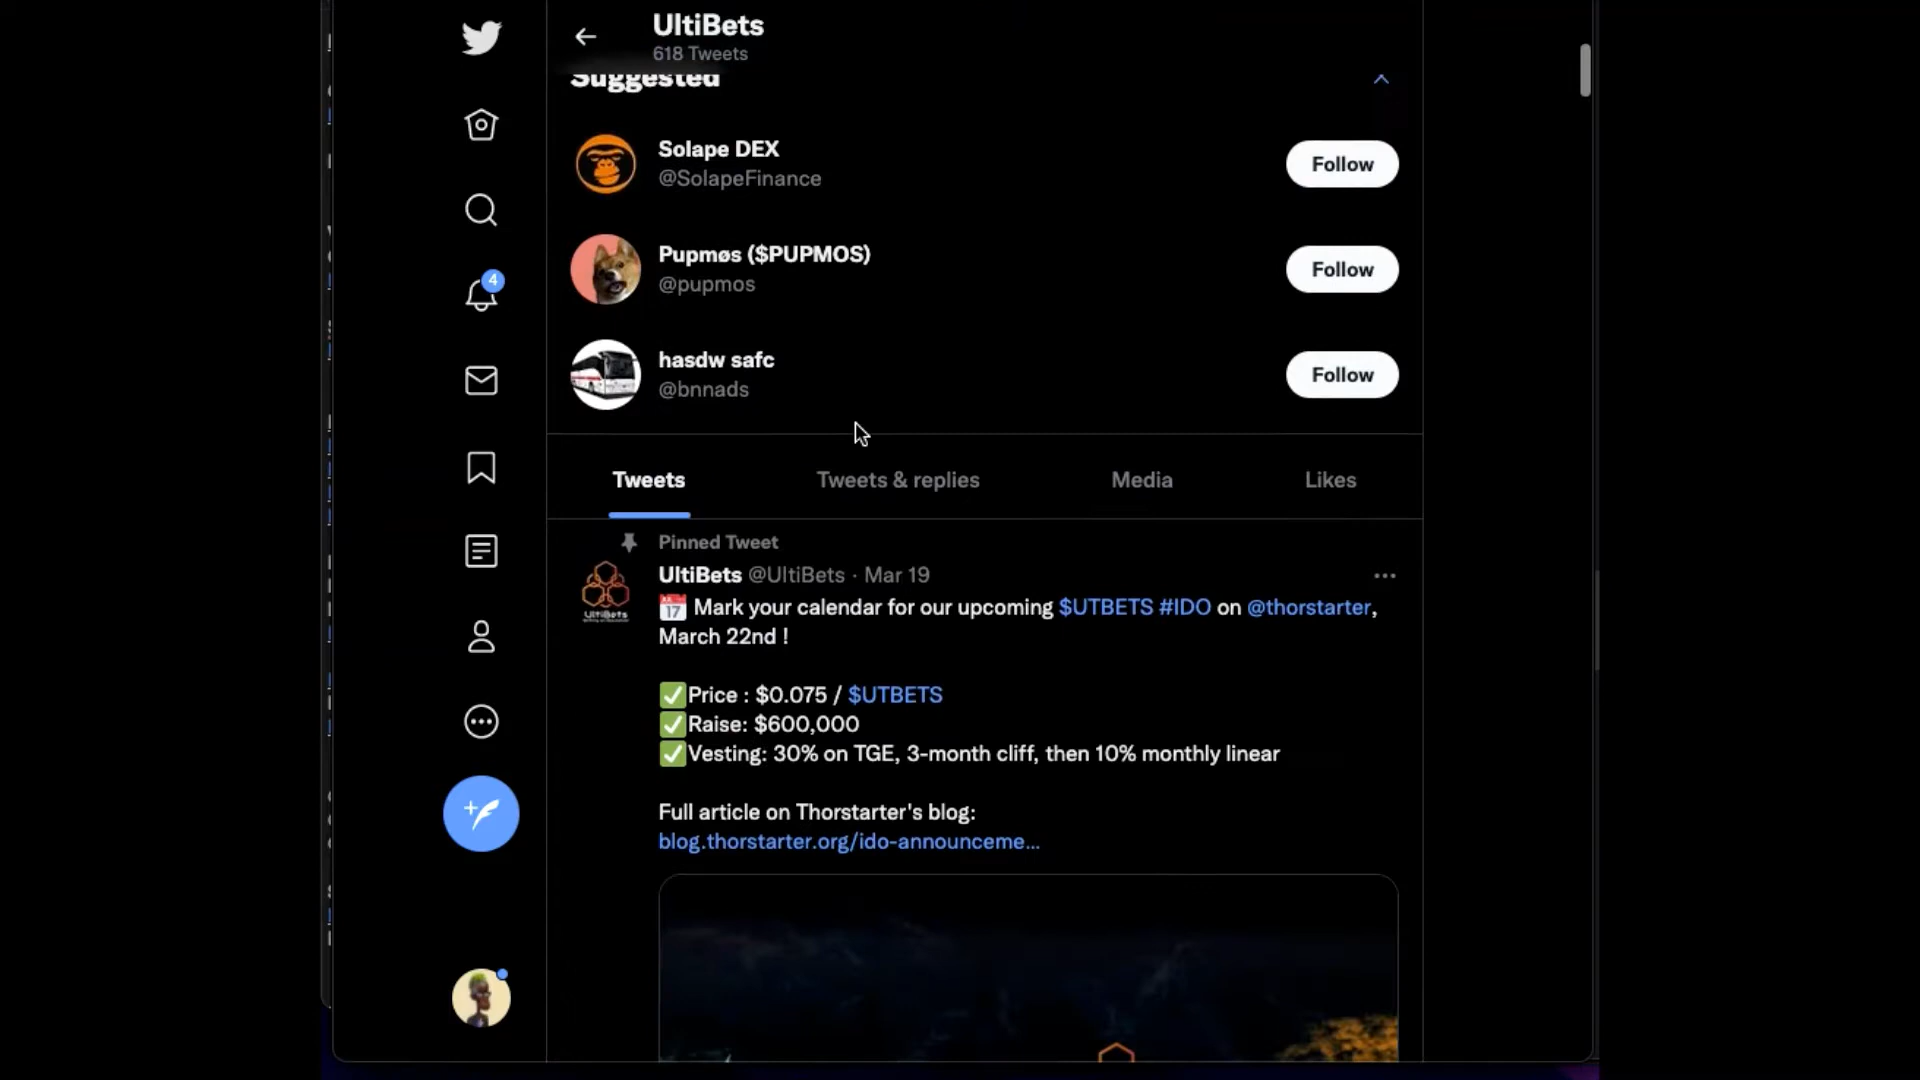 UltiBets
618 Tweets
Suggested
Solape DEX
@SolapeFinance
Follow
Pupmøs ($PUPMOS)
@pupmos
Follow
hasdw safc
@bnnads
Follow
4
Tweets
Tweets & replies
Media
Likes
Pinned Tweet
UltiBets @UltiBets · Mar 19
📅 Mark your calendar for our upcoming $UTBETS #IDO on @thorstarter,
March 22nd !
✅Price : $0.075 / $UTBETS
✅Raise: $600,000
✅Vesting: 30% on TGE, 3-month cliff, then 10% monthly linear
Full article on Thorstarter's blog:
blog.thorstarter.org/ido-announceme...
UltiBets